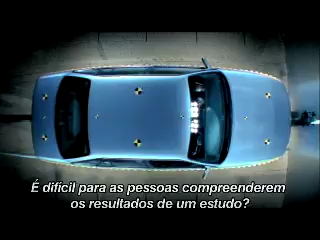 É difícil para as pessoas compreenderem
os resultados de um estudo?